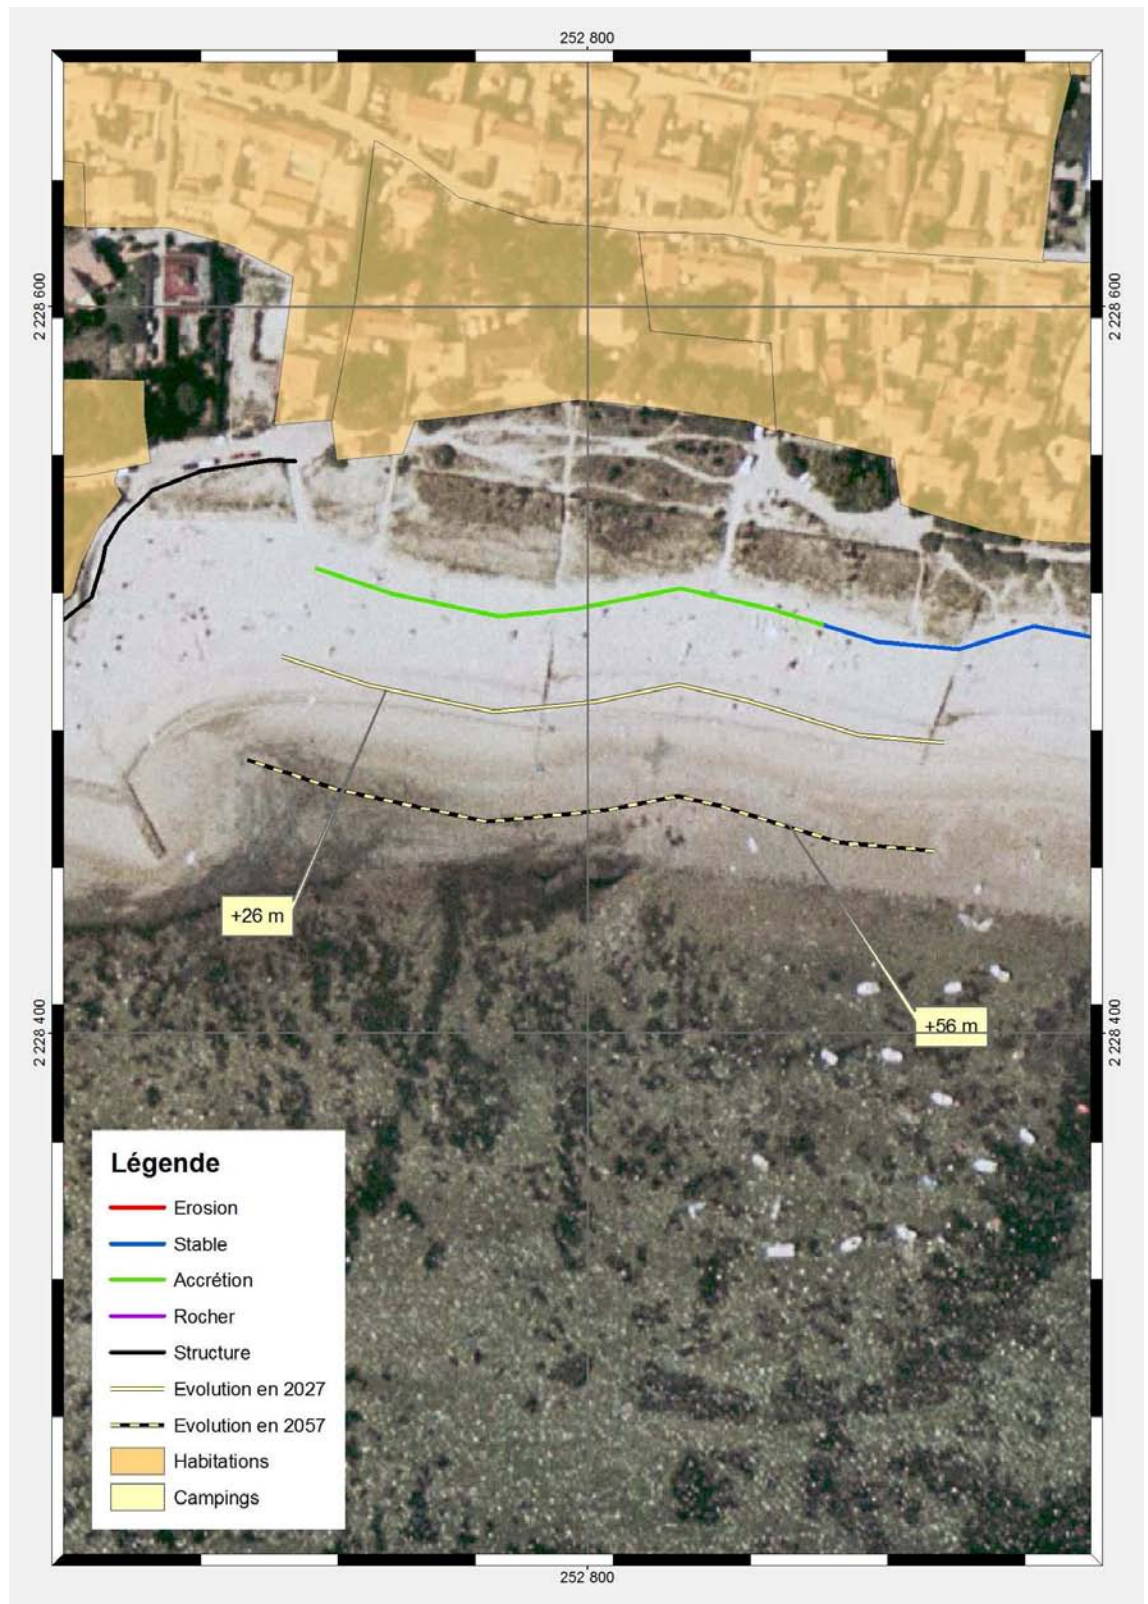 252 800
2 228 600
2 228 600
+26 m
2 228 400
+56 m
2 228 400
Légende
Erosion
Stable
Accrétion
Rocher
Structure
Evolution en 2027
Evolution en 2057
Habitations
Campings
252 800